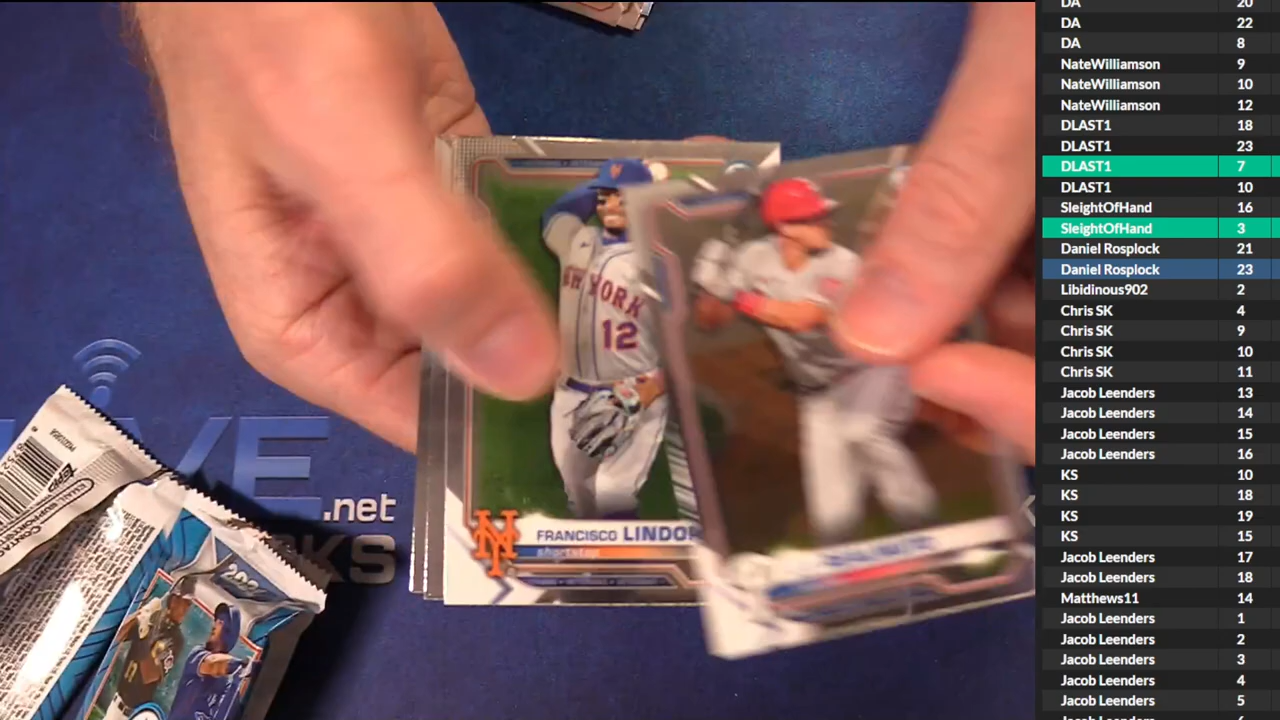 DA 20
DA 22
DA 8
NateWilliamson 9
NateWilliamson 10
NateWilliamson 12
DLAST1 18
DLAST1 23
DLAST1 7
DLAST1 10
SleightOfHand 16
SleightOfHand 3
Daniel Rosplock 21
Daniel Rosplock 23
Libidinous902 2
Chris SK 4
Chris SK 9
Chris SK 10
Chris SK 11
Jacob Leenders 13
Jacob Leenders 14
Jacob Leenders 15
Jacob Leenders 16
KS 10
KS 18
KS 19
KS 15
Jacob Leenders 17
Jacob Leenders 18
Matthews11 14
Jacob Leenders 1
Jacob Leenders 2
Jacob Leenders 3
Jacob Leenders 4
Jacob Leenders 5
NEW YORK
12
NY
FRANCISCO LINDOR
shortstop
.net
KS
topps